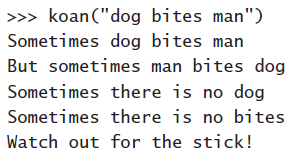 >>> koan("dog bites man")
Sometimes dog bites man
But sometimes man bites dog
Sometimes there is no dog
Sometimes there is no bites
Watch out for the stick!